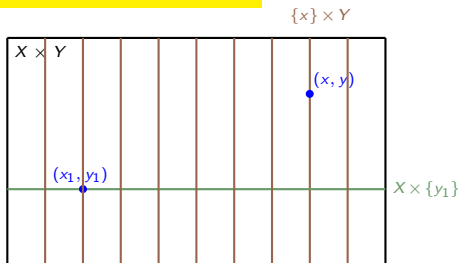 {x} × Y
X × Y
(x, y)
(x₁, y₁)
X × {y₁}